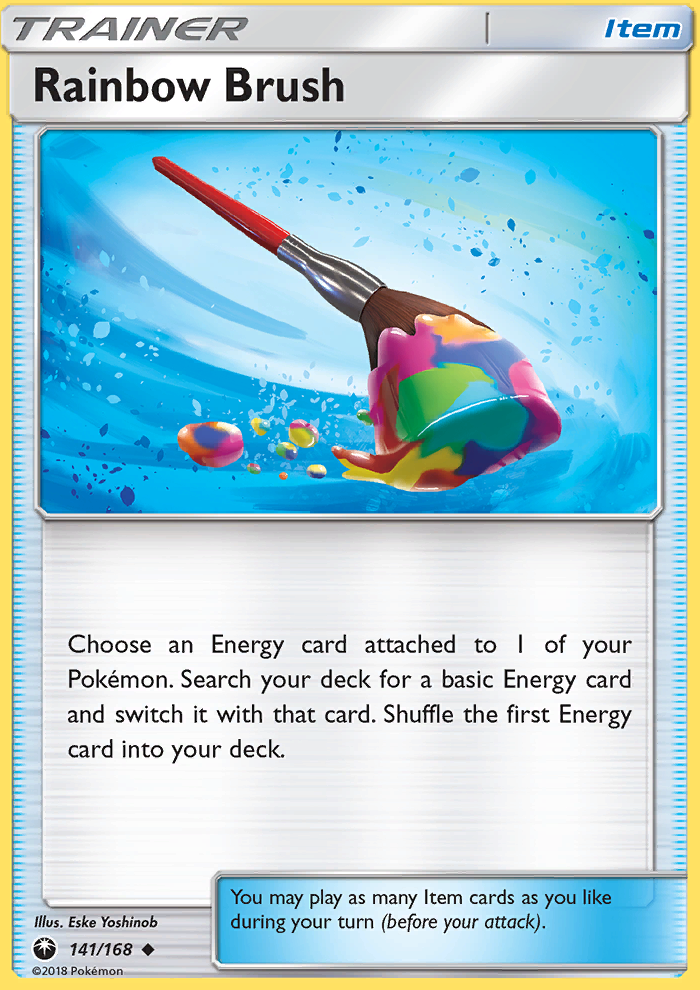 TRAINER
Item
Rainbow Brush
Choose an Energy card attached to 1 of your
Pokémon. Search your deck for a basic Energy card
and switch it with that card. Shuffle the first Energy
card into your deck.
You may play as many Item cards as you like
during your turn (before your attack).
Illus. Eske Yoshinob
141/168
©2018 Pokémon